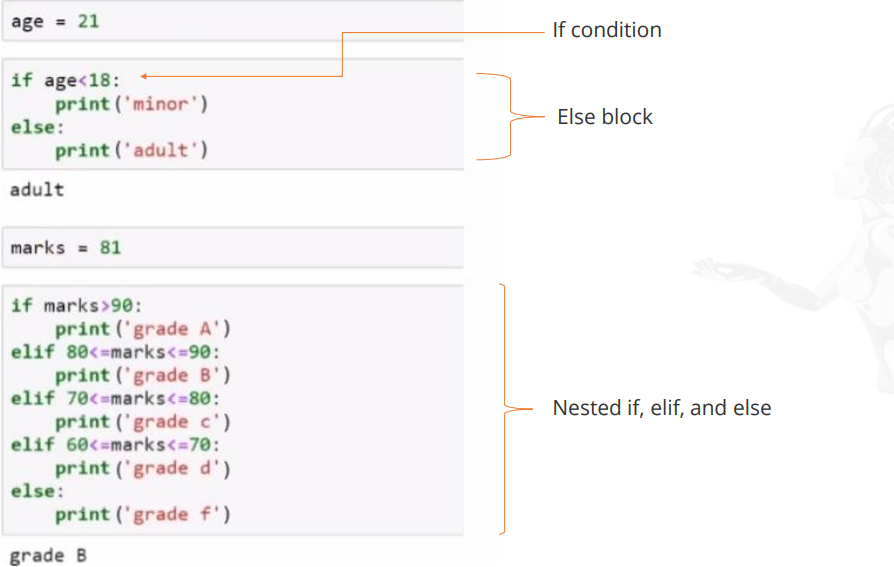 age = 21
If condition
if age<18:
    print('minor')
else:
    print('adult')
Else block
adult
marks = 81
if marks>90:
    print('grade A')
elif 80<=marks<=90:
    print('grade B')
elif 70<=marks<=80:
    print('grade c')
elif 60<=marks<=70:
    print('grade d')
else:
    print('grade f')
Nested if, elif, and else
grade B